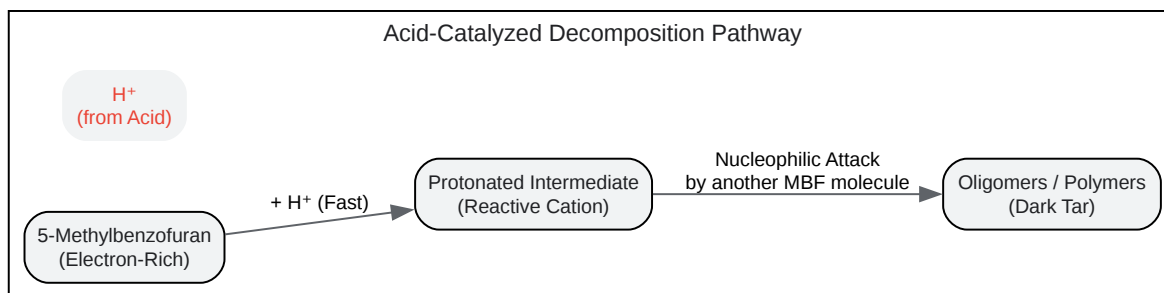 Acid-Catalyzed Decomposition Pathway
H⁺
(from Acid)
5-Methylbenzofuran
(Electron-Rich)
+ H⁺ (Fast)
Protonated Intermediate
(Reactive Cation)
Nucleophilic Attack
by another MBF molecule
Oligomers / Polymers
(Dark Tar)